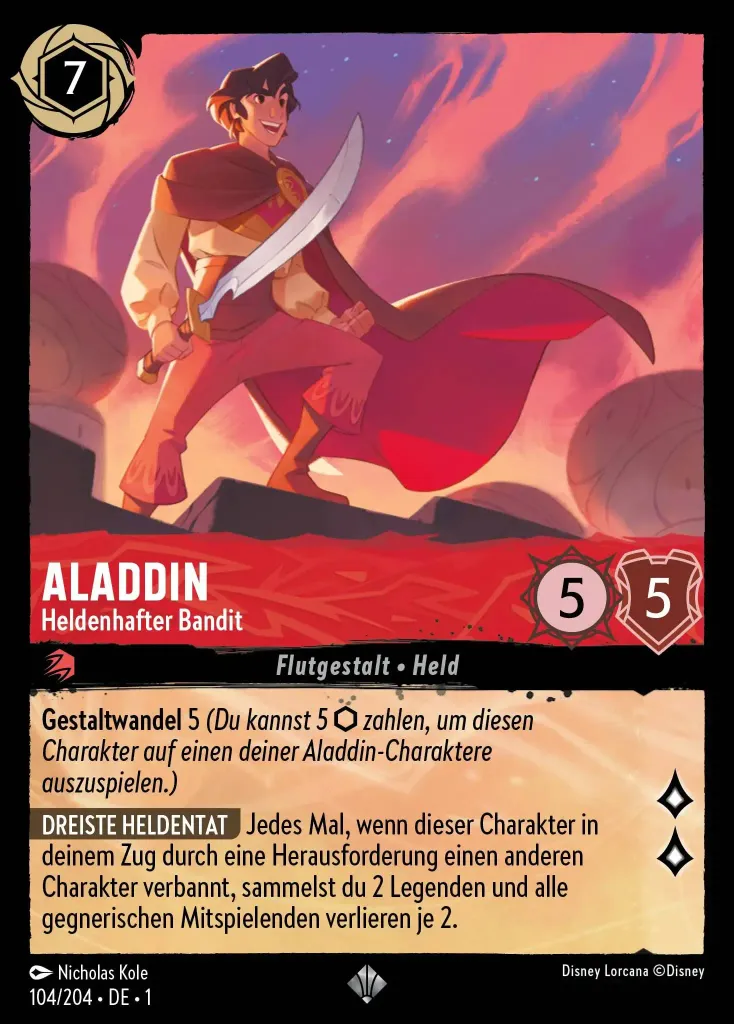 7
ALADDIN
Heldenhafter Bandit
5
5
Flutgestalt • Held
Gestaltwandel 5 (Du kannst 5 zahlen, um diesen
Charakter auf einen deiner Aladdin-Charaktere
auszuspielen.)
DREISTE HELDENTAT Jedes Mal, wenn dieser Charakter in
deinem Zug durch eine Herausforderung einen anderen
Charakter verbannt, sammelst du 2 Legenden und alle
gegnerischen Mitspielenden verlieren je 2.
Nicholas Kole
Disney Lorcana ©Disney
104/204 • DE • 1